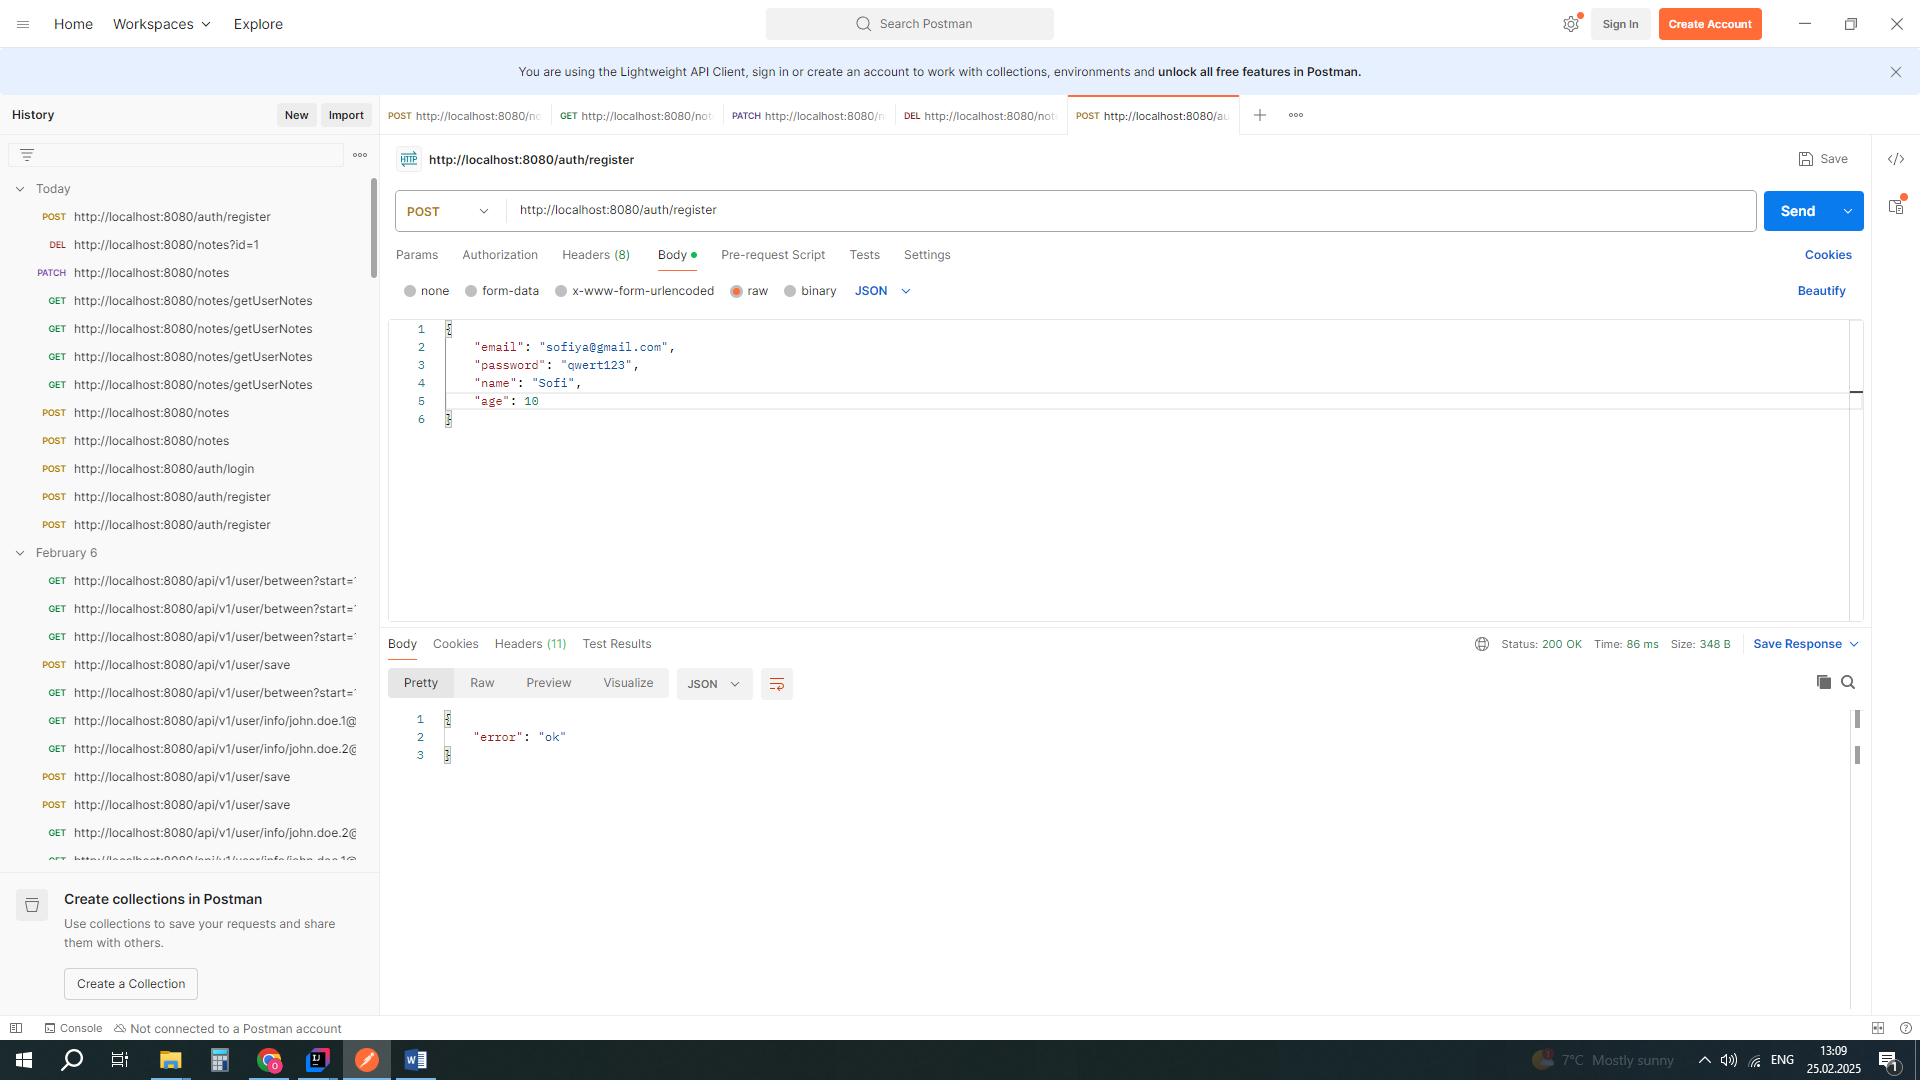 Home Workspaces Explore Search Postman Sign In Create Account
You are using the Lightweight API Client, sign in or create an account to work with collections, environments and unlock all free features in Postman.
History New Import
POST http://localhost:8080/no GET http://localhost:8080/not PATCH http://localhost:8080/n DEL http://localhost:8080/not POST http://localhost:8080/au
HTTP http://localhost:8080/auth/register Save
Today
POST http://localhost:8080/auth/register
DEL http://localhost:8080/notes?id=1
PATCH http://localhost:8080/notes
GET http://localhost:8080/notes/getUserNotes
GET http://localhost:8080/notes/getUserNotes
GET http://localhost:8080/notes/getUserNotes
GET http://localhost:8080/notes/getUserNotes
POST http://localhost:8080/notes
POST http://localhost:8080/notes
POST http://localhost:8080/auth/login
POST http://localhost:8080/auth/register
POST http://localhost:8080/auth/register
February 6
GET http://localhost:8080/api/v1/user/between?start=
GET http://localhost:8080/api/v1/user/between?start=
GET http://localhost:8080/api/v1/user/between?start=
POST http://localhost:8080/api/v1/user/save
GET http://localhost:8080/api/v1/user/between?start=
GET http://localhost:8080/api/v1/user/info/john.doe.1@
GET http://localhost:8080/api/v1/user/info/john.doe.2@
POST http://localhost:8080/api/v1/user/save
POST http://localhost:8080/api/v1/user/save
GET http://localhost:8080/api/v1/user/info/john.doe.2@
GET http://localhost:8080/api/v1/user/info/john.doe.1@
Create collections in Postman
Use collections to save your requests and share
them with others.
Create a Collection
POST http://localhost:8080/auth/register Send
Params Authorization Headers (8) Body Pre-request Script Tests Settings Cookies
none form-data x-www-form-urlencoded raw binary JSON Beautify
1 {
2 "email": "sofiya@gmail.com",
3 "password": "qwert123",
4 "name": "Sofi",
5 "age": 10
6 }
Body Cookies Headers (11) Test Results Status: 200 OK Time: 86 ms Size: 348 B Save Response
Pretty Raw Preview Visualize JSON
1 {
2 "error": "ok"
3 }
Console Not connected to a Postman account
7°C Mostly sunny ENG 13:09
25.02.2025 1